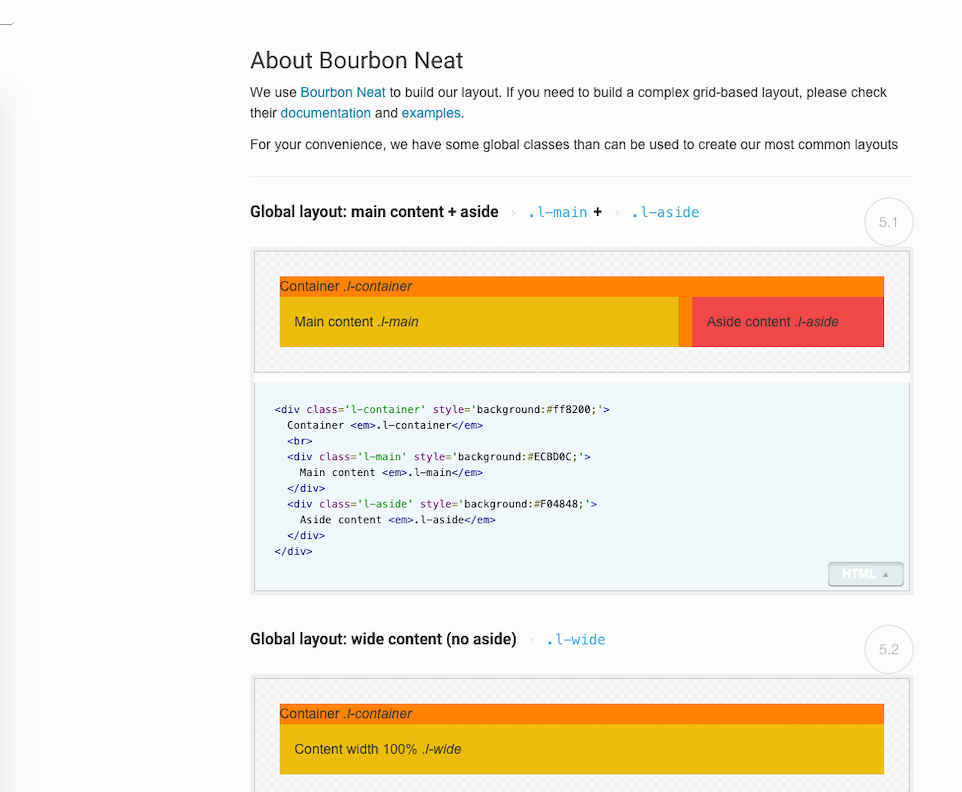 About Bourbon Neat
We use Bourbon Neat to build our layout. If you need to build a complex grid-based layout, please check
their documentation and examples.
For your convenience, we have some global classes than can be used to create our most common layouts
Global layout: main content + aside › .l-main + › .l-aside
5.1
Container .l-container
Main content .l-main Aside content .l-aside
<div class='l-container' style='background:#ff8200;'>
  Container <em>.l-container</em>
  <br>
  <div class='l-main' style='background:#ECBD0C;'>
    Main content <em>.l-main</em>
  </div>
  <div class='l-aside' style='background:#F04848;'>
    Aside content <em>.l-aside</em>
  </div>
</div>
HTML ▲
Global layout: wide content (no aside) › .l-wide
5.2
Container .l-container
Content width 100% .l-wide